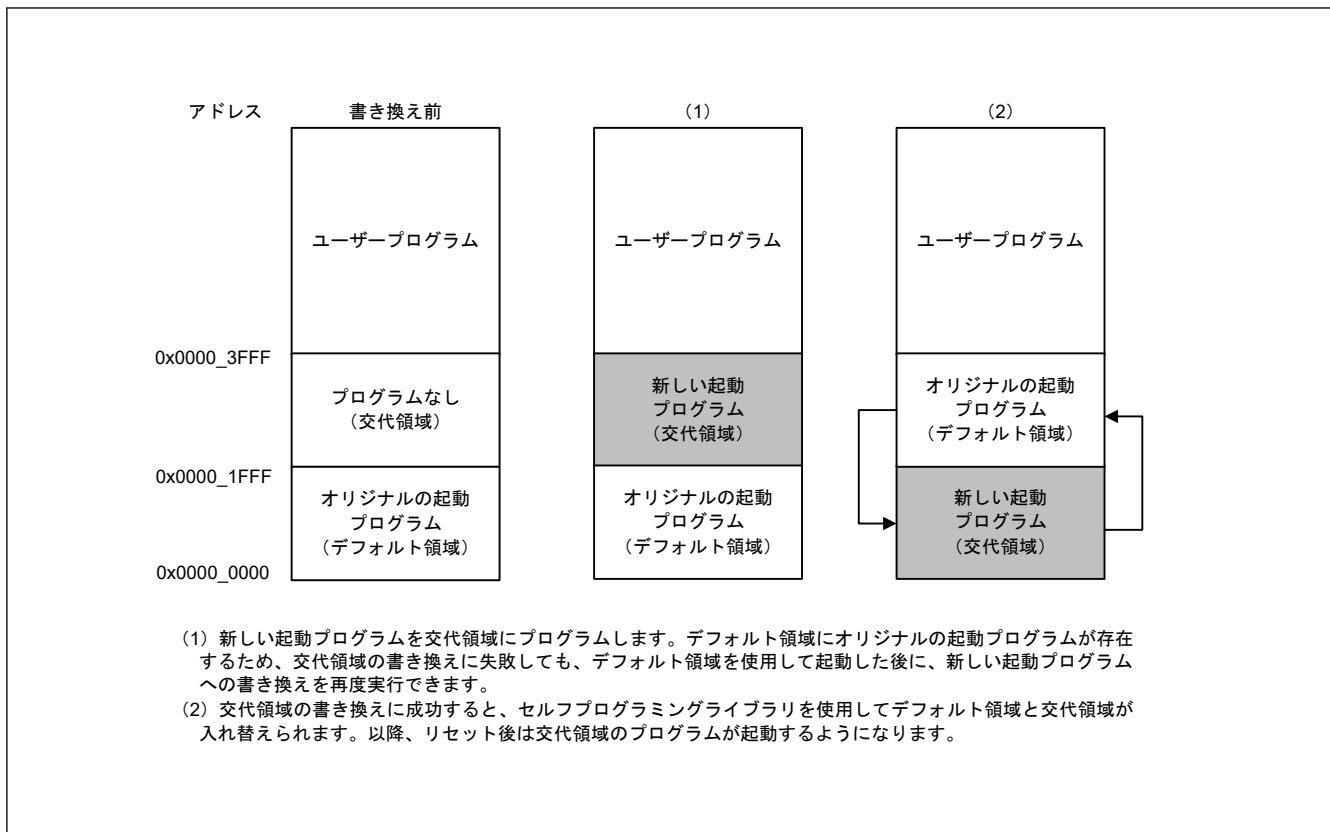 アドレス
書き換え前
(1)
(2)
ユーザープログラム
ユーザープログラム
ユーザープログラム
0x0000_3FFF
プログラムなし
（交代領域）
新しい起動
プログラム
（交代領域）
オリジナルの起動
プログラム
（デフォルト領域）
0x0000_1FFF
オリジナルの起動
プログラム
（デフォルト領域）
オリジナルの起動
プログラム
（デフォルト領域）
新しい起動
プログラム
（交代領域）
0x0000_0000
（1）新しい起動プログラムを交代領域にプログラムします。デフォルト領域にオリジナルの起動プログラムが存在
するため、交代領域の書き換えに失敗しても、デフォルト領域を使用して起動した後に、新しい起動プログラム
への書き換えを再度実行できます。
（2）交代領域の書き換えに成功すると、セルフプログラミングライブラリを使用してデフォルト領域と交代領域が
入れ替えられます。以降、リセット後は交代領域のプログラムが起動するようになります。